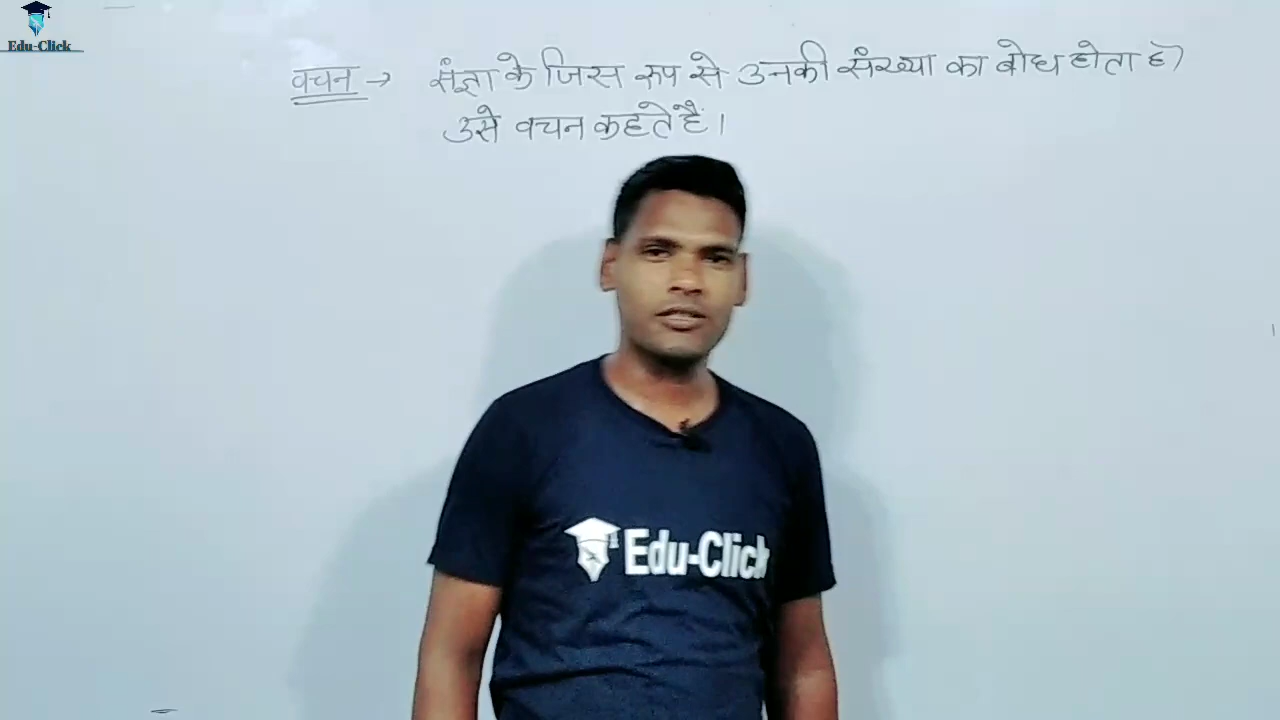 Edu-Click
वचन → संज्ञा के जिस रूप से उनकी संख्या का बोध होता है
उसे वचन कहते हैं।
Edu-Click